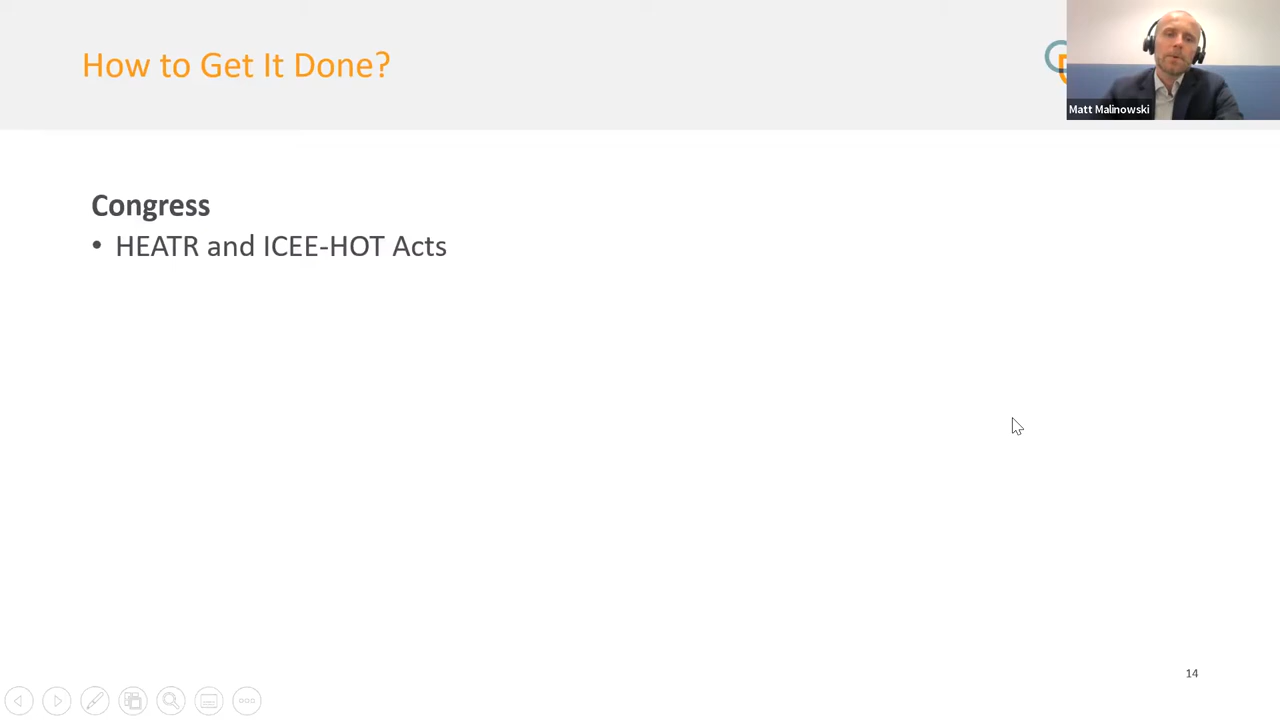 How to Get It Done?
Matt Malinowski
Congress
• HEATR and ICEE-HOT Acts
14